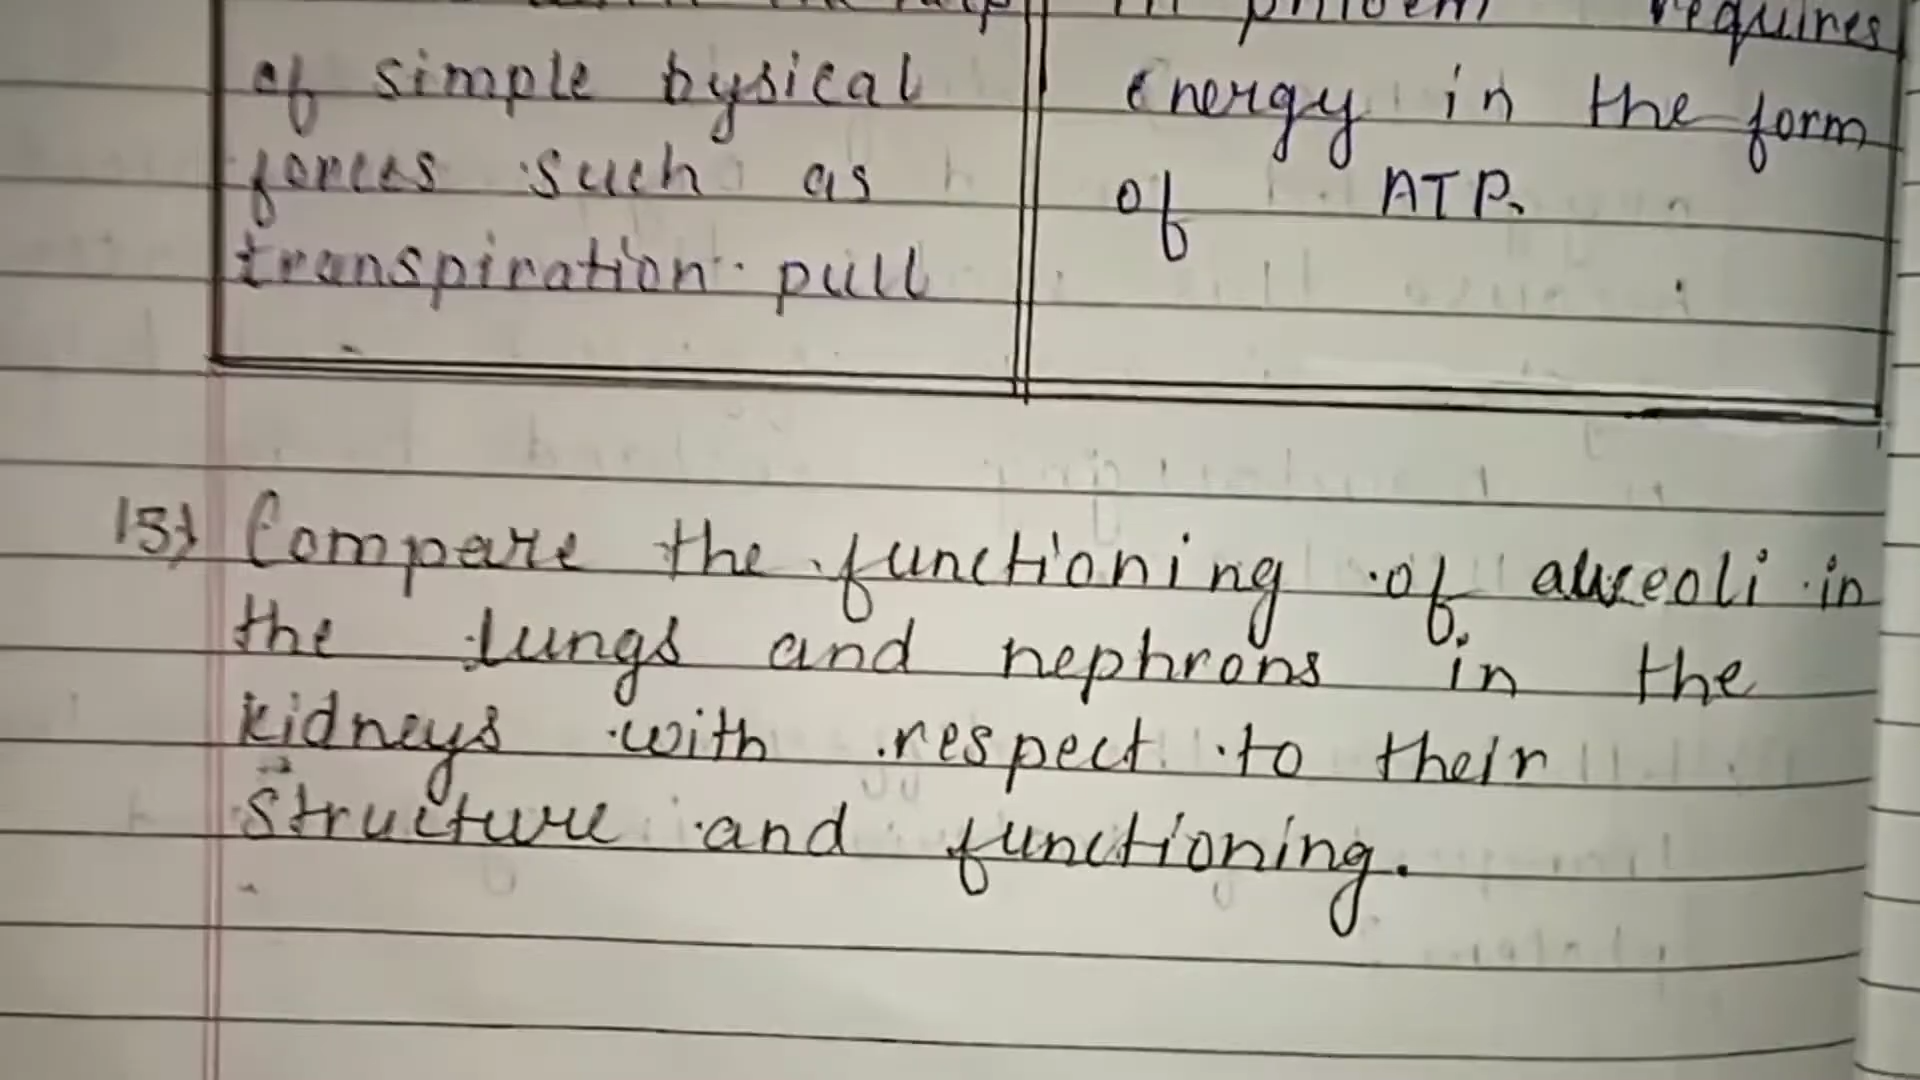 requires
of simple bysical
energy in the form
forces such as
of ATP.
transpiration pull
15) Compare the functioning of alveoli in
the lungs and nephrons in the
kidneys with respect to their
structure and functioning.